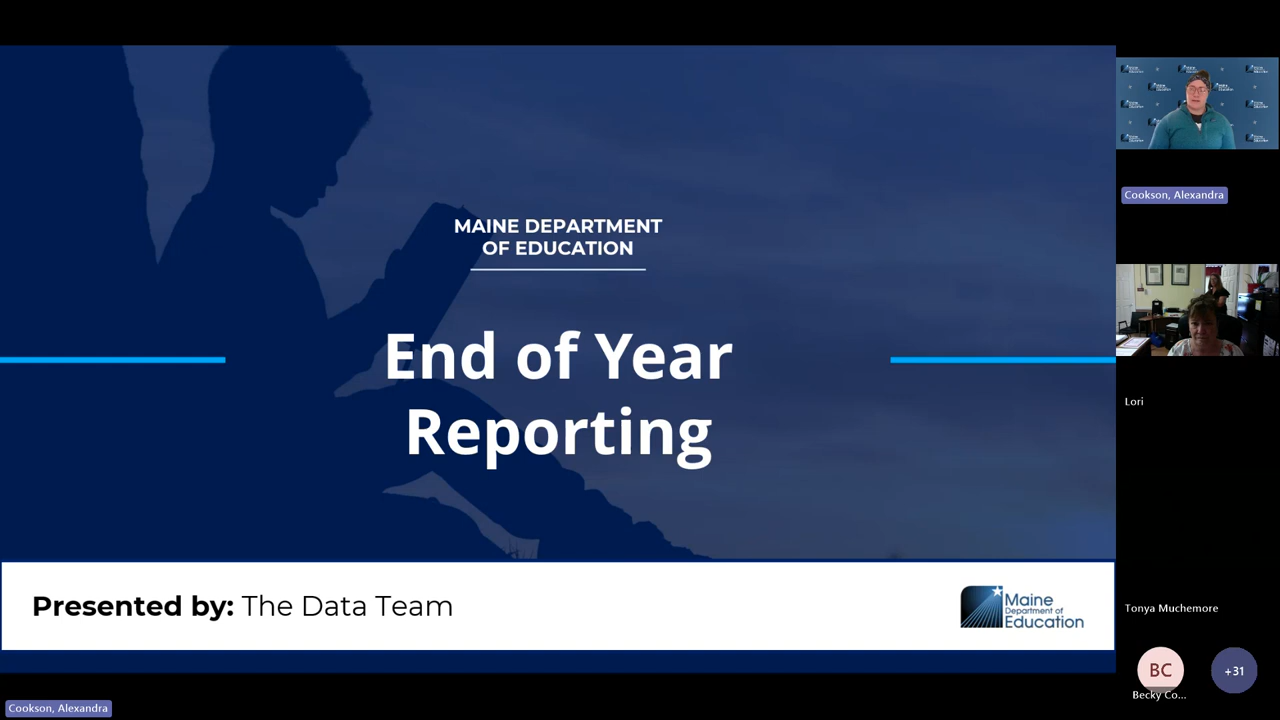 MAINE DEPARTMENT
OF EDUCATION
End of Year
Reporting
Presented by: The Data Team
Maine
Department of
Education
Cookson, Alexandra
Lori
Tonya Muchemore
BC
+31
Becky Co...
Cookson, Alexandra